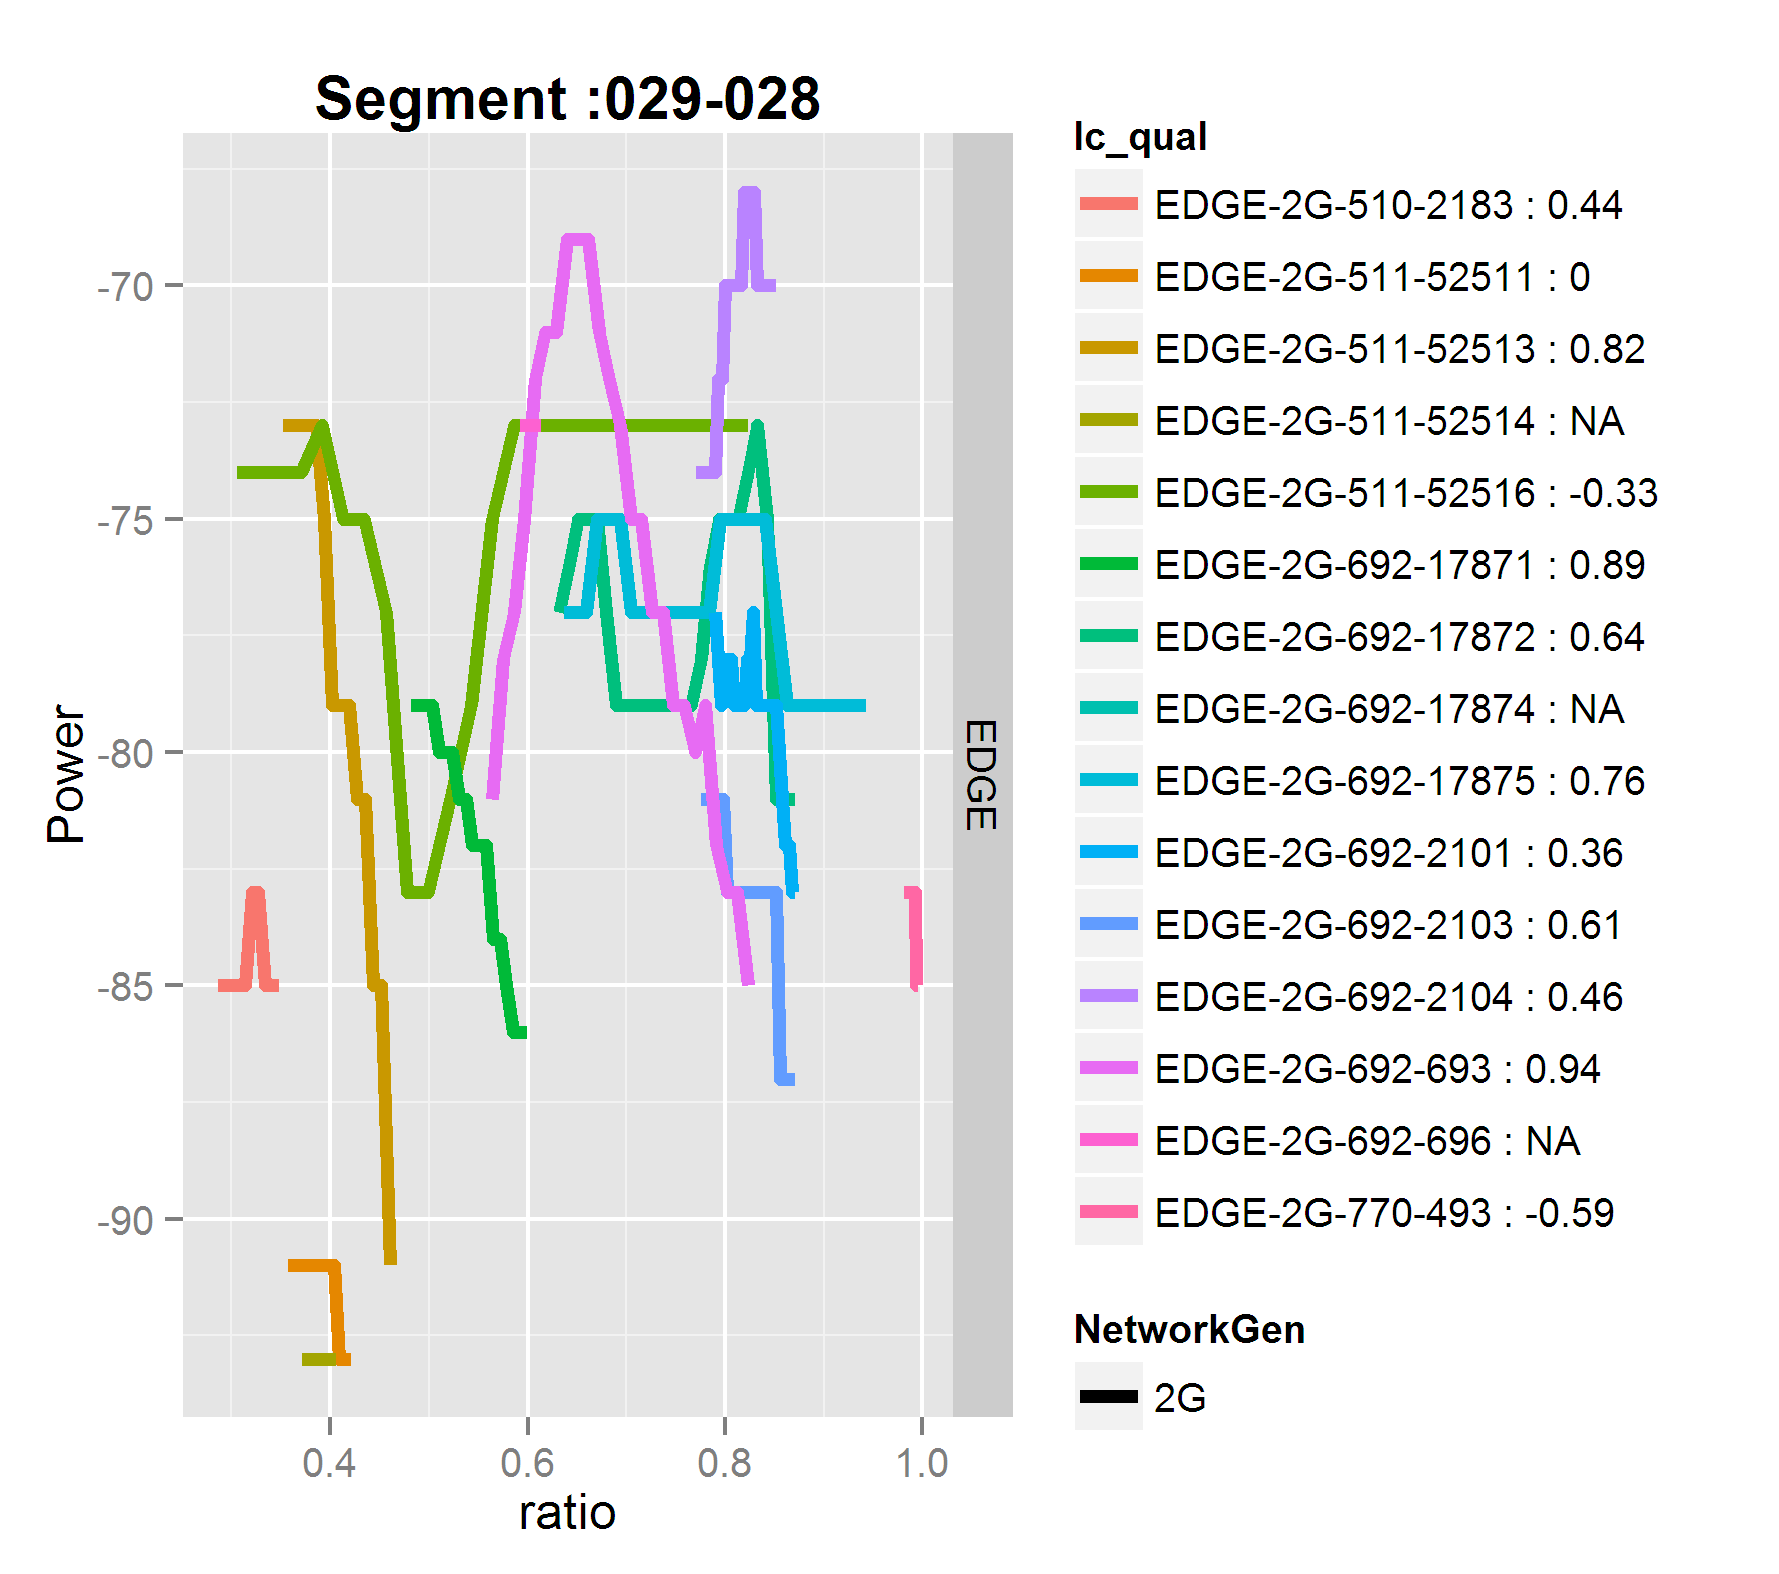 Segment :029-028
-70
-75
-80
-85
-90
Power
0.4 0.6 0.8 1.0
ratio
EDGE
lc_qual
EDGE-2G-510-2183 : 0.44
EDGE-2G-511-52511 : 0
EDGE-2G-511-52513 : 0.82
EDGE-2G-511-52514 : NA
EDGE-2G-511-52516 : -0.33
EDGE-2G-692-17871 : 0.89
EDGE-2G-692-17872 : 0.64
EDGE-2G-692-17874 : NA
EDGE-2G-692-17875 : 0.76
EDGE-2G-692-2101 : 0.36
EDGE-2G-692-2103 : 0.61
EDGE-2G-692-2104 : 0.46
EDGE-2G-692-693 : 0.94
EDGE-2G-692-696 : NA
EDGE-2G-770-493 : -0.59
NetworkGen
2G